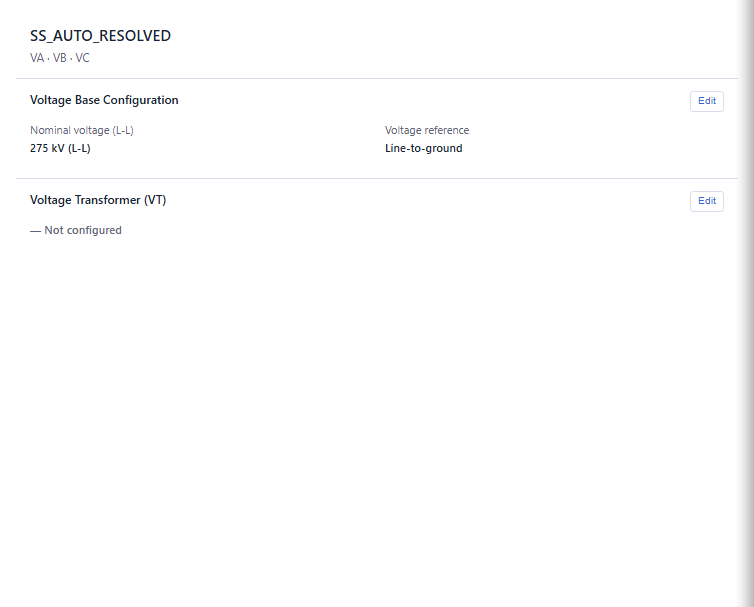 SS_AUTO_RESOLVED
VA · VB · VC
Voltage Base Configuration
Edit
Nominal voltage (L-L)
Voltage reference
275 kV (L-L)
Line-to-ground
Voltage Transformer (VT)
Edit
— Not configured